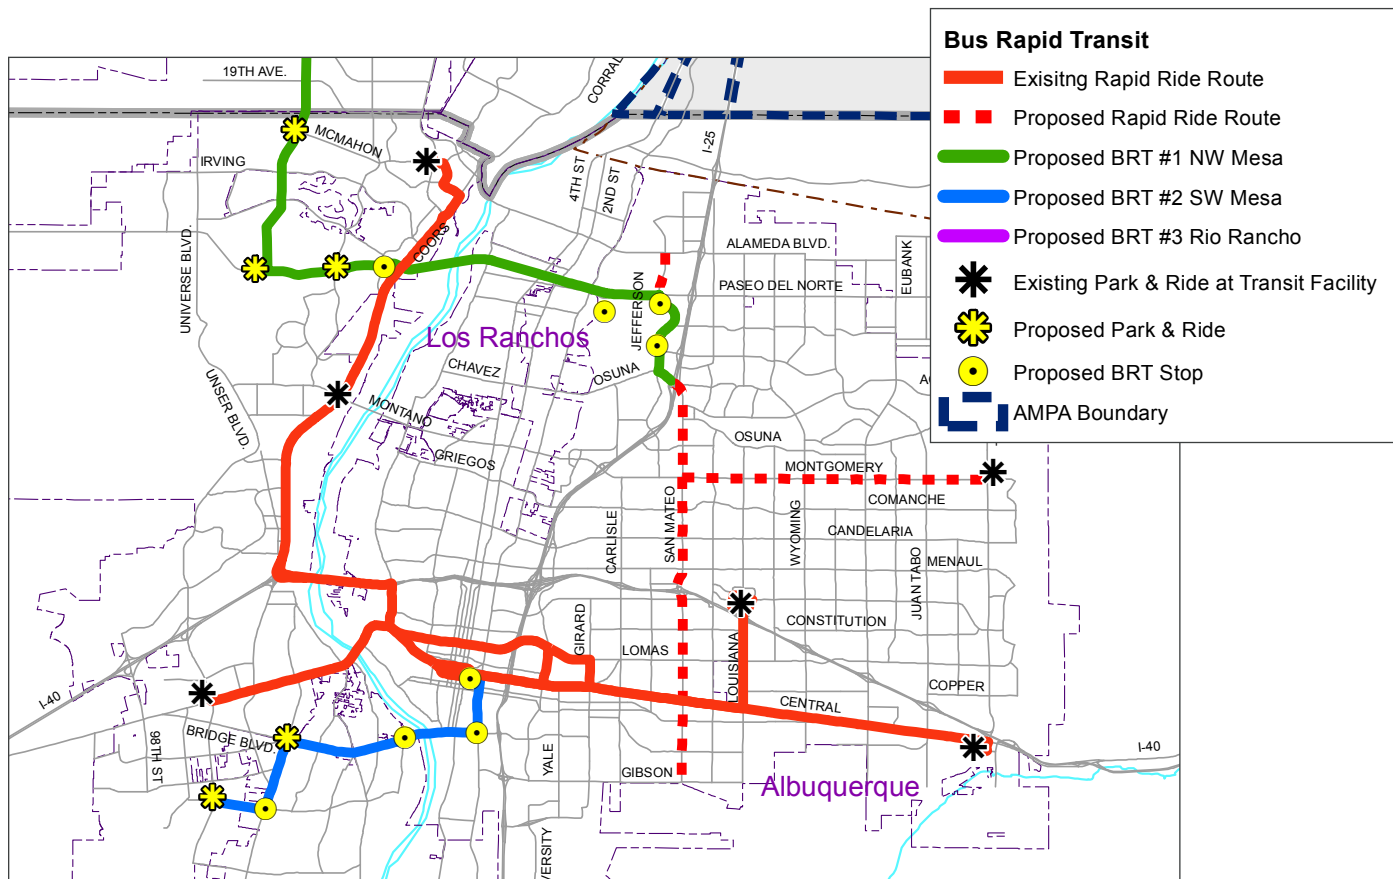 Bus Rapid Transit
Exisitng Rapid Ride Route
Proposed Rapid Ride Route
Proposed BRT #1 NW Mesa
Proposed BRT #2 SW Mesa
Proposed BRT #3 Rio Rancho
Existing Park & Ride at Transit Facility
Proposed Park & Ride
Proposed BRT Stop
AMPA Boundary
19TH AVE.
CORRAL
MCMAHON
IRVING
I-25
4TH ST
2ND ST
COORS
ALAMEDA BLVD.
EUBANK
UNIVERSE BLVD.
PASEO DEL NORTE
JEFFERSON
Los Ranchos
CHAVEZ
OSUNA
UNSER BLVD.
MONTANO
OSUNA
GRIEGOS
MONTGOMERY
COMANCHE
CARLISLE
SAN MATEO
WYOMING
CANDELARIA
JUAN TABO
MENAUL
GIRARD
CONSTITUTION
LOMAS
LOUISIANA
COPPER
I-40
CENTRAL
BRIDGE BLVD.
98TH ST
YALE
I-40
GIBSON
Albuquerque
VERSITY